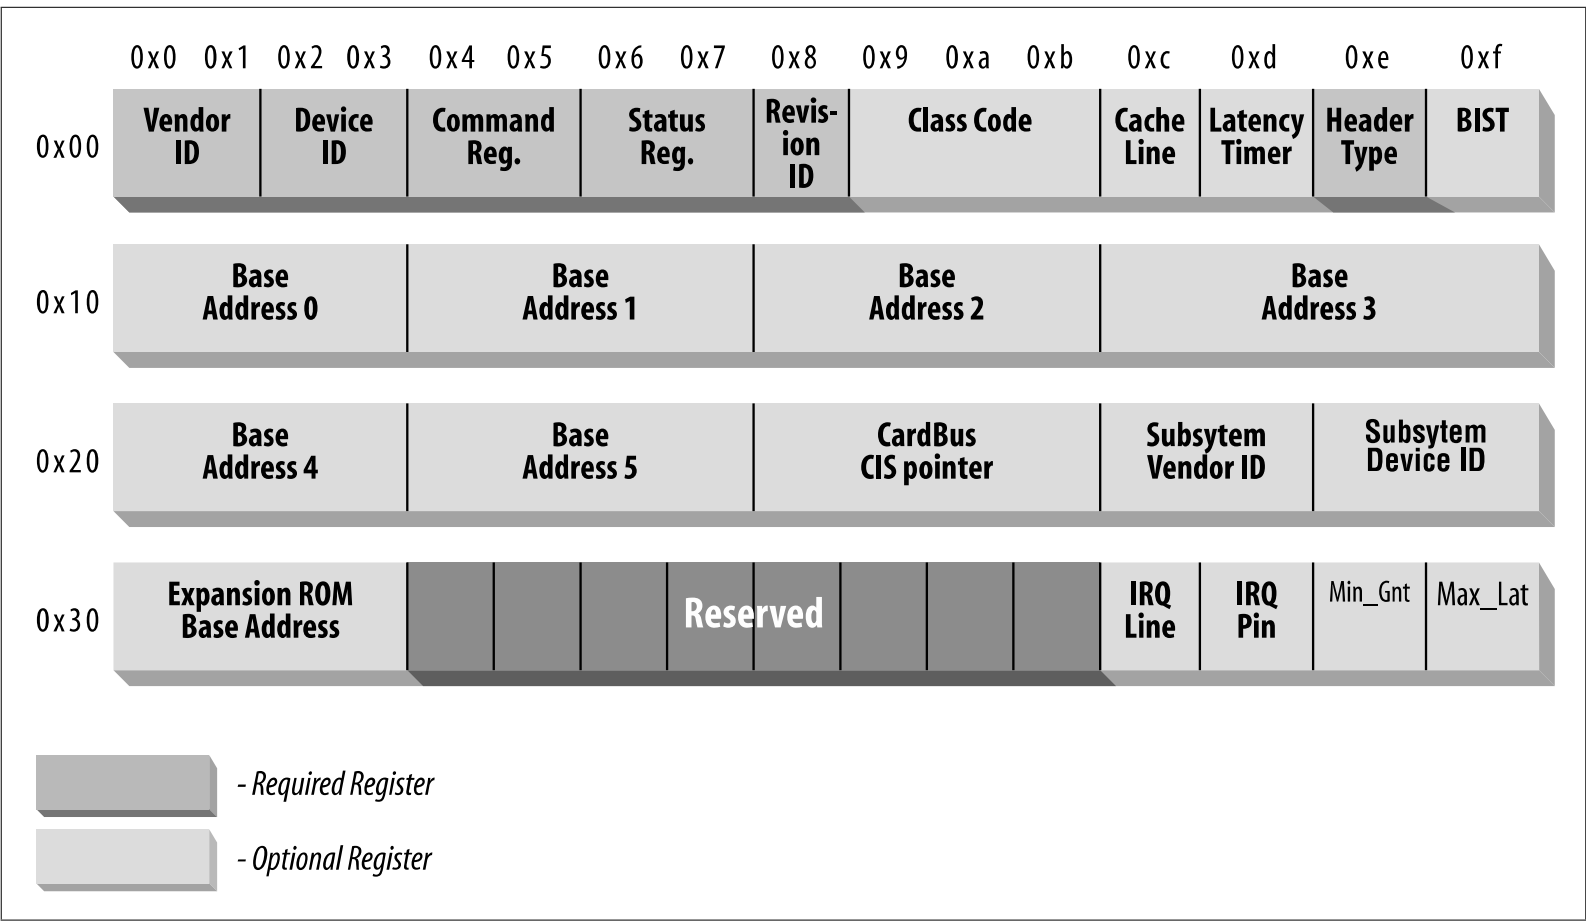 0x0 0x1 0x2 0x3 0x4 0x5 0x6 0x7 0x8 0x9 0xa 0xb 0xc 0xd 0xe 0xf
0x00
Vendor
ID
Device
ID
Command
Reg.
Status
Reg.
Revis-
ion
ID
Class Code
Cache
Line
Latency
Timer
Header
Type
BIST
0x10
Base
Address 0
Base
Address 1
Base
Address 2
Base
Address 3
0x20
Base
Address 4
Base
Address 5
CardBus
CIS pointer
Subsytem
Vendor ID
Subsytem
Device ID
0x30
Expansion ROM
Base Address
Reserved
IRQ
Line
IRQ
Pin
Min_Gnt
Max_Lat
- Required Register
- Optional Register